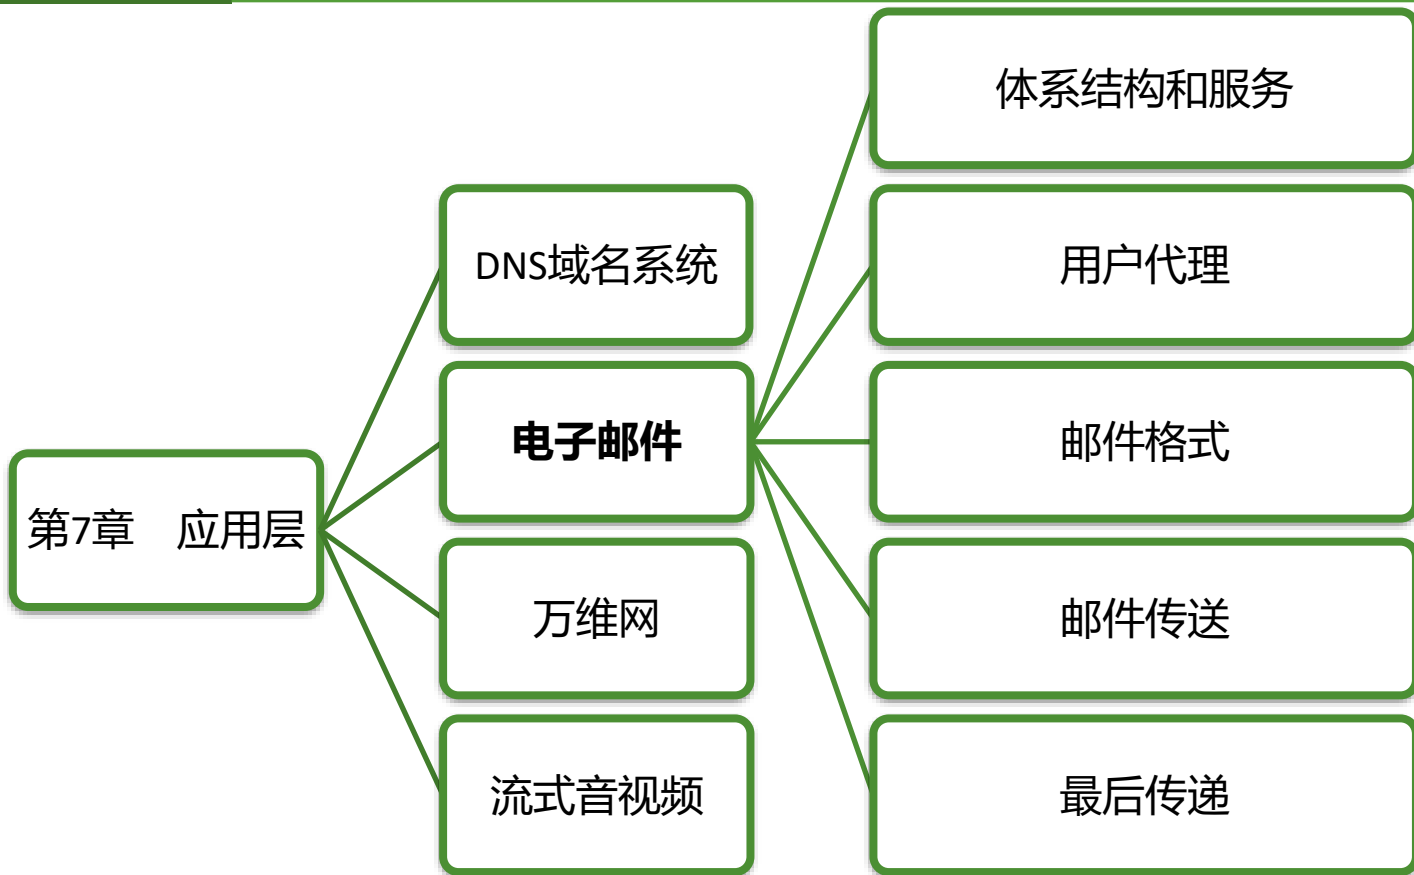 第7章　应用层
DNS域名系统
电子邮件
万维网
流式音视频
体系结构和服务
用户代理
邮件格式
邮件传送
最后传递